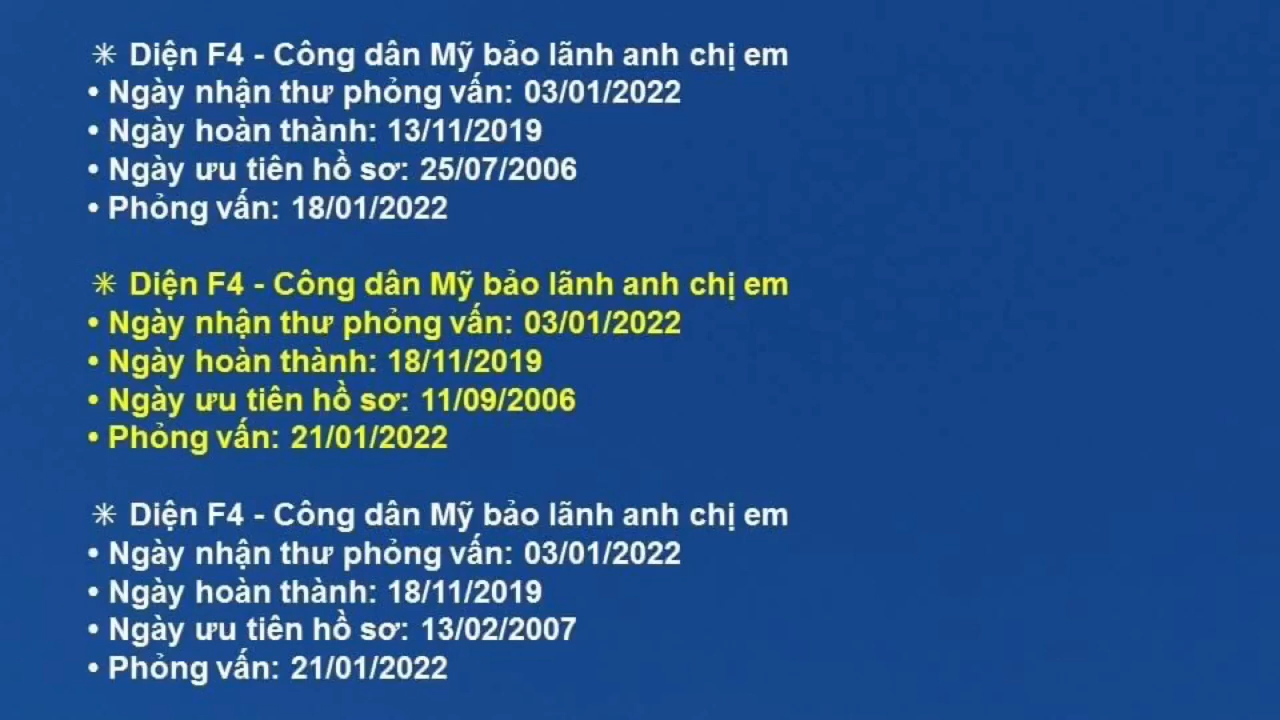 ✳ Diện F4 - Công dân Mỹ bảo lãnh anh chị em
• Ngày nhận thư phỏng vấn: 03/01/2022
• Ngày hoàn thành: 13/11/2019
• Ngày ưu tiên hồ sơ: 25/07/2006
• Phỏng vấn: 18/01/2022
✳ Diện F4 - Công dân Mỹ bảo lãnh anh chị em
• Ngày nhận thư phỏng vấn: 03/01/2022
• Ngày hoàn thành: 18/11/2019
• Ngày ưu tiên hồ sơ: 11/09/2006
• Phỏng vấn: 21/01/2022
✳ Diện F4 - Công dân Mỹ bảo lãnh anh chị em
• Ngày nhận thư phỏng vấn: 03/01/2022
• Ngày hoàn thành: 18/11/2019
• Ngày ưu tiên hồ sơ: 13/02/2007
• Phỏng vấn: 21/01/2022